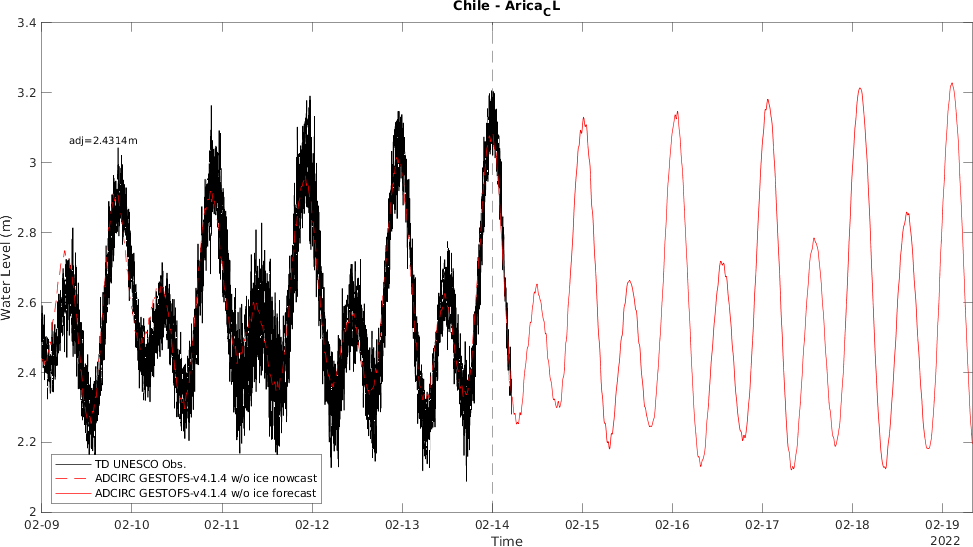 Chile - Arica_CL
3.4
3.2
3
2.8
2.6
2.4
2.2
2
Water Level (m)
adj=2.4314m
TD UNESCO Obs.
ADCIRC GESTOFS-v4.1.4 w/o ice nowcast
ADCIRC GESTOFS-v4.1.4 w/o ice forecast
02-09 02-10 02-11 02-12 02-13 02-14 02-15 02-16 02-17 02-18 02-19
Time
2022